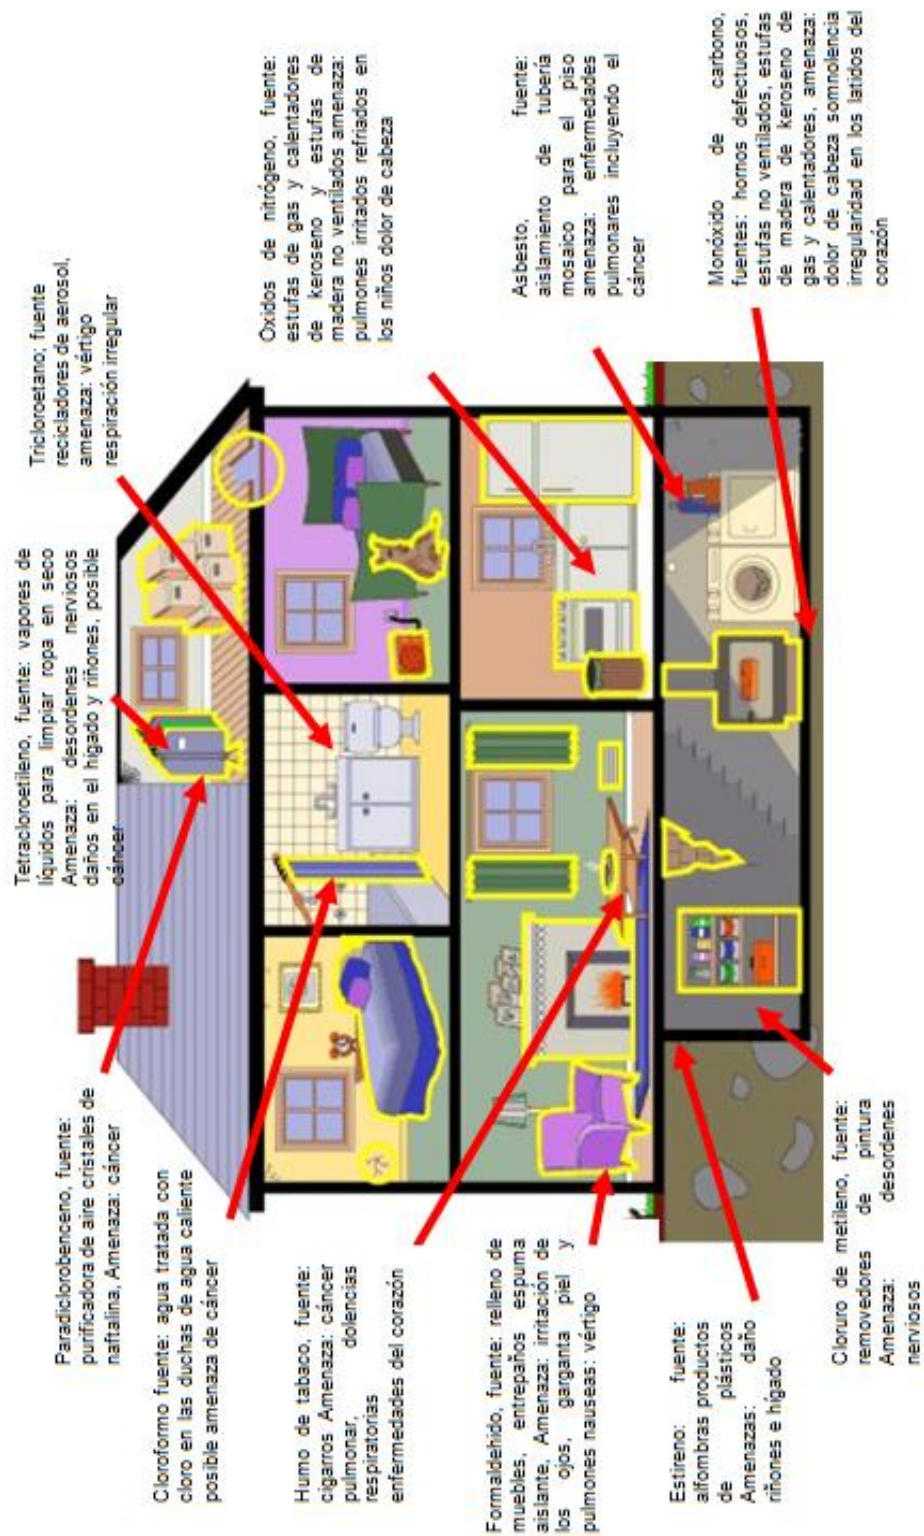 Paradiclorobenceno, fuente:
purificadora de aire cristales de
naftalina, Amenaza: cáncer
Cloroformo fuente: agua tratada con
cloro en las duchas de agua caliente
posible amenaza de cáncer
Humo de tabaco, fuente:
cigarros Amenaza: cáncer
pulmonar, dolencias
respiratorias
enfermedades del corazón
Formaldehido, fuente: relleno de
muebles, entrepaños espuma
aislante, Amenaza: irritación de
los ojos, garganta piel y
pulmones nauseas: vértigo
Estireno: fuente:
alfombras productos
de plásticos
Amenazas: daño
riñones e hígado
Cloruro de metileno, fuente:
removedores de pintura
Amenaza: desordenes
nerviosos
Tetracloroetileno, fuente: vapores de
líquidos para limpiar ropa en seco
Amenaza: desordenes nerviosos
daños en el hígado y riñones, posible
cáncer
Tricloroetano; fuente
recicladores de aerosol,
amenaza: vértigo
respiración irregular
Oxidos de nitrógeno, fuente:
estufas de gas y calentadores
de keroseno y estufas de
madera no ventilados amenaza:
pulmones irritados refriados en
los niños dolor de cabeza
Asbesto, fuente:
aislamiento de tubería
mosaico para el piso
amenaza: enfermedades
pulmonares incluyendo el
cáncer
Monóxido de carbono,
fuentes: hornos defectuosos,
estufas no ventilados, estufas
de madera de keroseno de
gas y calentadores, amenaza:
dolor de cabeza somnolencia
irregularidad en los latidos del
corazón